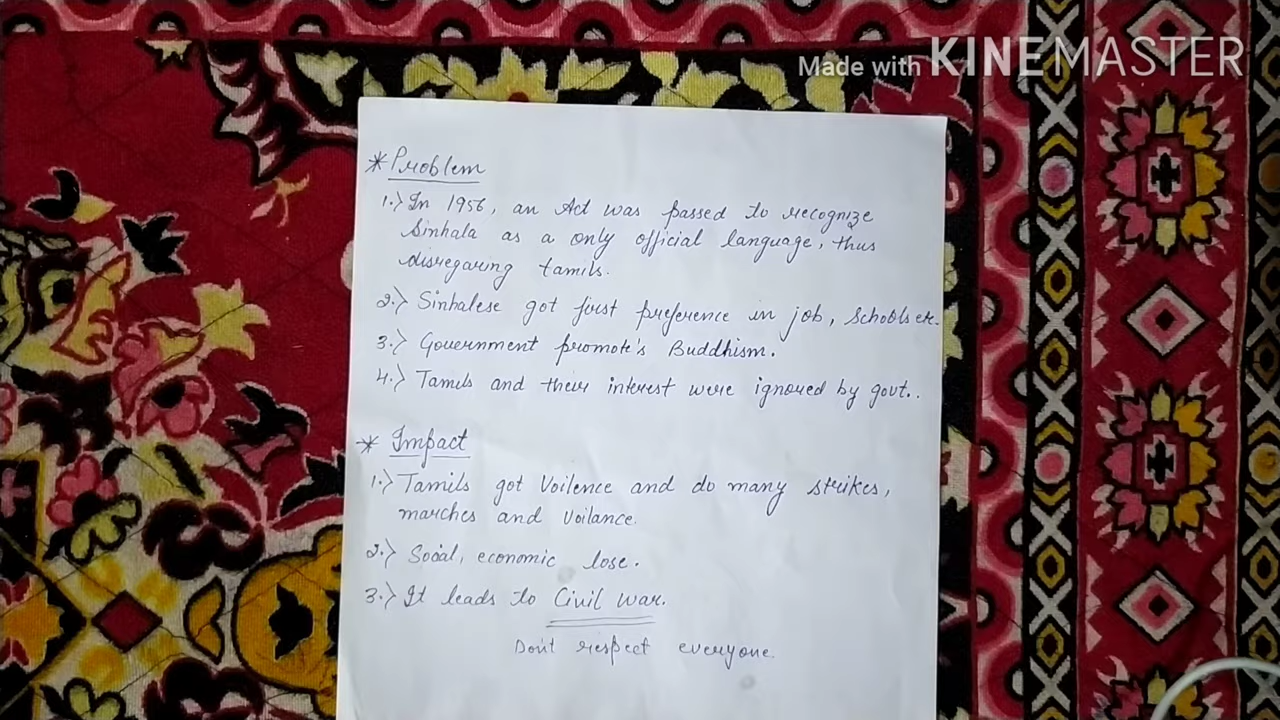 Made with KINEMASTER
* Problem
1.) In 1956, an Act was passed to recognize
Sinhala as a only official language, thus
disregaring tamils.
2.) Sinhalese got first preference in job, Schools etc.
3.) Government promote's Buddhism.
4.) Tamils and their interest were ignored by govt..
* Impact
1.) Tamils got Voilence and do many strikes,
marches and Voilance.
2.) Social, economic lose.
3.) It leads to Civil War.
Don't respect everyone.